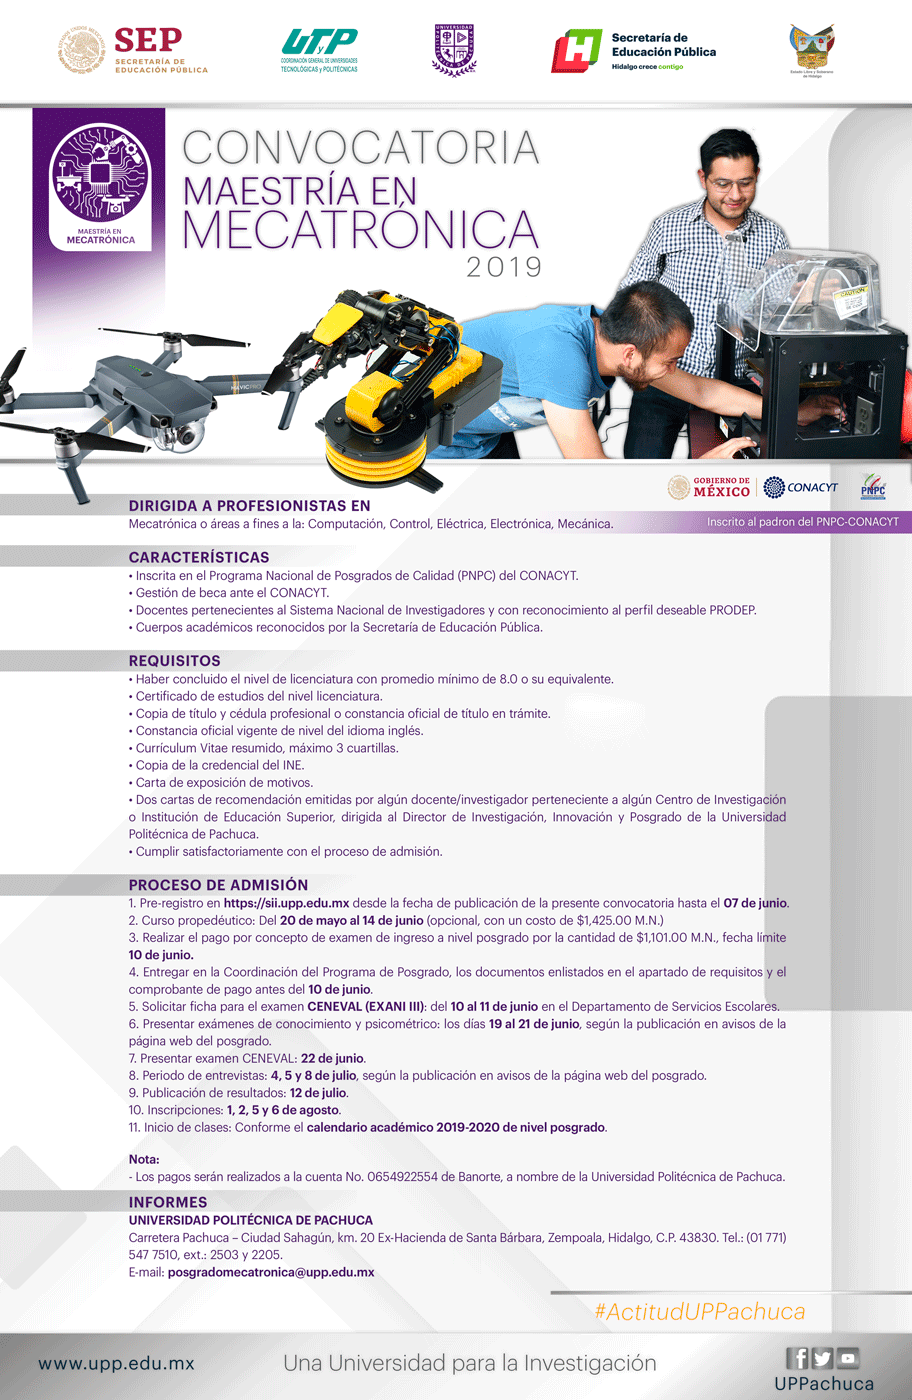 SEP
SECRETARÍA DE
EDUCACIÓN PÚBLICA
UTyP
COORDINACIÓN GENERAL DE UNIVERSIDADES
TECNOLÓGICAS y POLITÉCNICAS
Secretaría de
Educación Pública
Hidalgo crece contigo
Estado Libre y Soberano
de Hidalgo
MAESTRÍA EN
MECATRÓNICA
CONVOCATORIA
MAESTRÍA EN
MECATRÓNICA
2019
CAUTION
MAVIC PRO
GOBIERNO DE
MÉXICO
CONACYT
PNPC
Inscrito al padron del PNPC-CONACYT
DIRIGIDA A PROFESIONISTAS EN
Mecatrónica o áreas a fines a la: Computación, Control, Eléctrica, Electrónica, Mecánica.
CARACTERÍSTICAS
• Inscrita en el Programa Nacional de Posgrados de Calidad (PNPC) del CONACYT.
• Gestión de beca ante el CONACYT.
• Docentes pertenecientes al Sistema Nacional de Investigadores y con reconocimiento al perfil deseable PRODEP.
• Cuerpos académicos reconocidos por la Secretaría de Educación Pública.
REQUISITOS
• Haber concluido el nivel de licenciatura con promedio mínimo de 8.0 o su equivalente.
• Certificado de estudios del nivel licenciatura.
• Copia de título y cédula profesional o constancia oficial de título en trámite.
• Constancia oficial vigente de nivel del idioma inglés.
• Currículum Vitae resumido, máximo 3 cuartillas.
• Copia de la credencial del INE.
• Carta de exposición de motivos.
• Dos cartas de recomendación emitidas por algún docente/investigador perteneciente a algún Centro de Investigación
o Institución de Educación Superior, dirigida al Director de Investigación, Innovación y Posgrado de la Universidad
Politécnica de Pachuca.
• Cumplir satisfactoriamente con el proceso de admisión.
PROCESO DE ADMISIÓN
1. Pre-registro en https://sii.upp.edu.mx desde la fecha de publicación de la presente convocatoria hasta el 07 de junio.
2. Curso propedéutico: Del 20 de mayo al 14 de junio (opcional, con un costo de $1,425.00 M.N.)
3. Realizar el pago por concepto de examen de ingreso a nivel posgrado por la cantidad de $1,101.00 M.N., fecha límite
10 de junio.
4. Entregar en la Coordinación del Programa de Posgrado, los documentos enlistados en el apartado de requisitos y el
comprobante de pago antes del 10 de junio.
5. Solicitar ficha para el examen CENEVAL (EXANI III): del 10 al 11 de junio en el Departamento de Servicios Escolares.
6. Presentar exámenes de conocimiento y psicométrico: los días 19 al 21 de junio, según la publicación en avisos de la
página web del posgrado.
7. Presentar examen CENEVAL: 22 de junio.
8. Periodo de entrevistas: 4, 5 y 8 de julio, según la publicación en avisos de la página web del posgrado.
9. Publicación de resultados: 12 de julio.
10. Inscripciones: 1, 2, 5 y 6 de agosto.
11. Inicio de clases: Conforme el calendario académico 2019-2020 de nivel posgrado.
Nota:
- Los pagos serán realizados a la cuenta No. 0654922554 de Banorte, a nombre de la Universidad Politécnica de Pachuca.
INFORMES
UNIVERSIDAD POLITÉCNICA DE PACHUCA
Carretera Pachuca – Ciudad Sahagún, km. 20 Ex-Hacienda de Santa Bárbara, Zempoala, Hidalgo, C.P. 43830. Tel.: (01 771)
547 7510, ext.: 2503 y 2205.
E-mail: posgradomecatronica@upp.edu.mx
#ActitudUPPachuca
www.upp.edu.mx
Una Universidad para la Investigación
UPPachuca